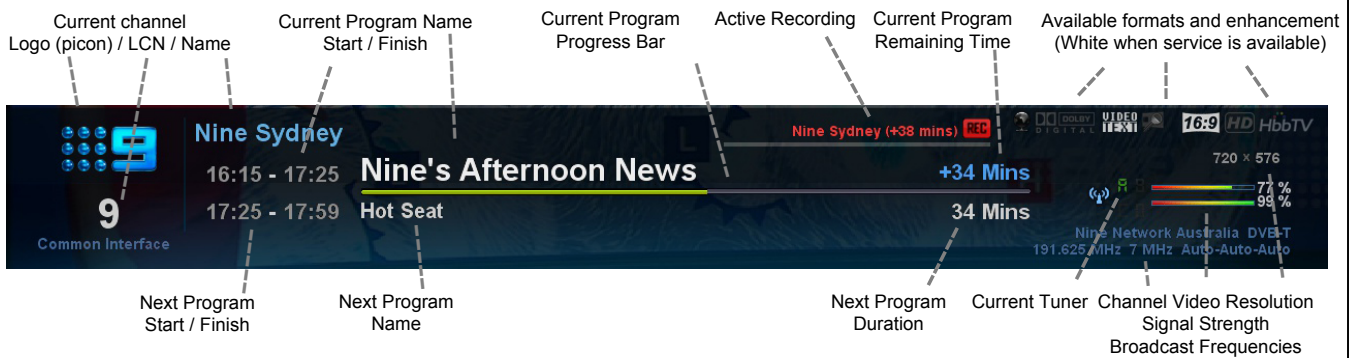 Current channel
Logo (picon) / LCN / Name
Current Program Name
Start / Finish
Current Program
Progress Bar
Active Recording
Current Program
Remaining Time
Available formats and enhancement
(White when service is available)
9
Nine Sydney
Nine Sydney (+38 mins) REC
DOLBY
DIGITAL
VIDEO
TEXT
16:9 HD HbbTV
720 × 576
16:15 - 17:25 Nine's Afternoon News +34 Mins
77 %
99 %
9
17:25 - 17:59 Hot Seat 34 Mins
Common Interface
Nine Network Australia DVB-T
191.625 MHz 7 MHz Auto-Auto-Auto
Next Program
Start / Finish
Next Program
Name
Next Program
Duration
Current Tuner
Channel Video Resolution
Signal Strength
Broadcast Frequencies